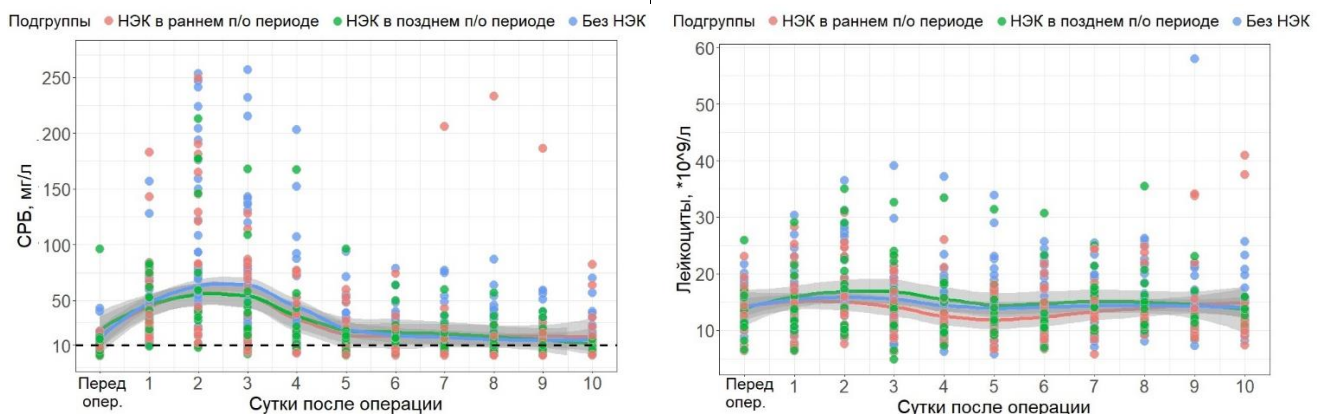 Подгруппы НЭК в раннем п/о периоде НЭК в позднем п/о периоде Без НЭК
250
200
150
100
50
10
СРБ, мг/л
Перед опер. 1 2 3 4 5 6 7 8 9 10
Сутки после операции
Подгруппы НЭК в раннем п/о периоде НЭК в позднем п/о периоде Без НЭК
60
50
40
30
20
10
Лейкоциты, *10^9/л
Перед опер. 1 2 3 4 5 6 7 8 9 10
Сутки после операции